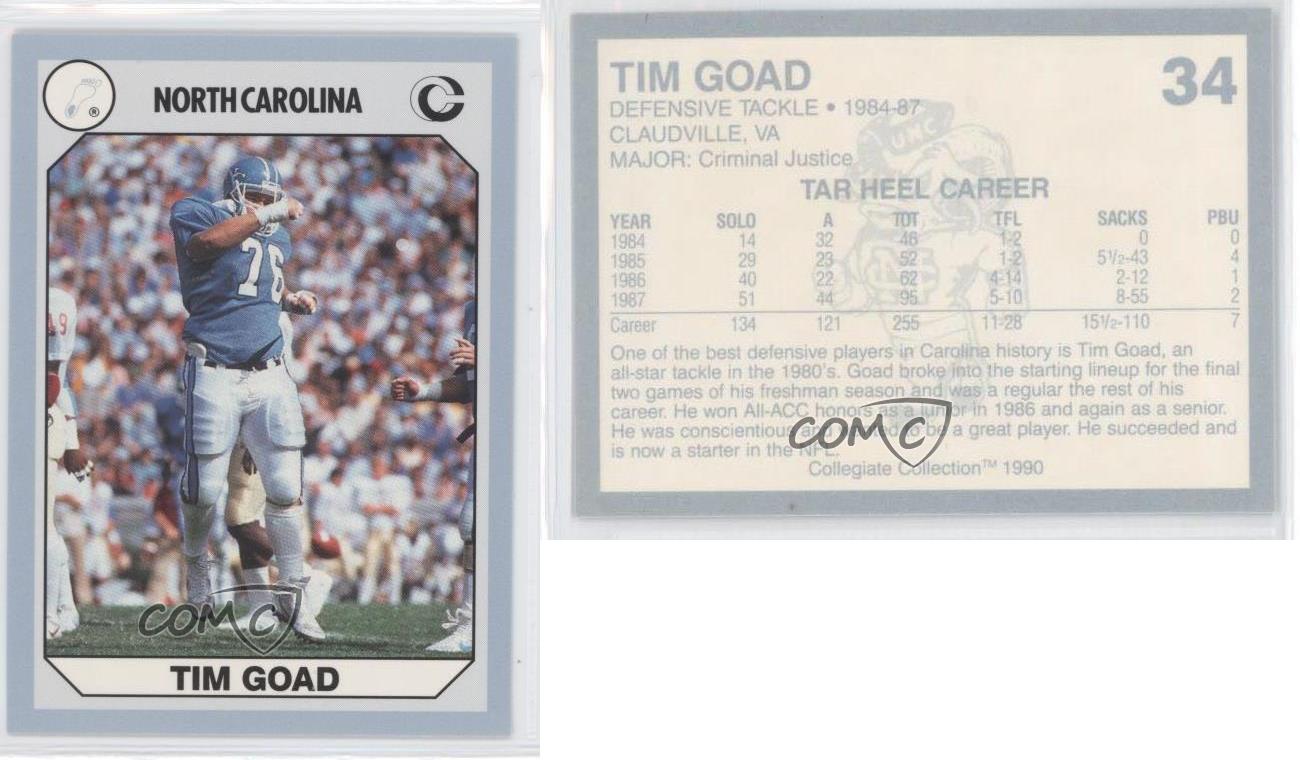 NORTH CAROLINA
®
C
76
19
COMC
TIM GOAD
TIM GOAD
34
DEFENSIVE TACKLE • 1984-87
CLAUDVILLE, VA
MAJOR: Criminal Justice
UNC
TAR HEEL CAREER
YEAR SOLO A TOT TFL SACKS PBU
1984 14 32 46 1-2 0 0
1985 29 23 52 1-2 5½-43 4
1986 40 22 62 4-14 2-12 1
1987 51 44 95 5-10 8-55 2
Career 134 121 255 11-28 15½-110 7
One of the best defensive players in Carolina history is Tim Goad, an
all-star tackle in the 1980's. Goad broke into the starting lineup for the final
two games of his freshman season and was a regular the rest of his
career. He won All-ACC honors as a junior in 1986 and again as a senior.
He was conscientious and to be a great player. He succeeded and
is now a starter in the NFL.
COMC
Collegiate Collection™ 1990